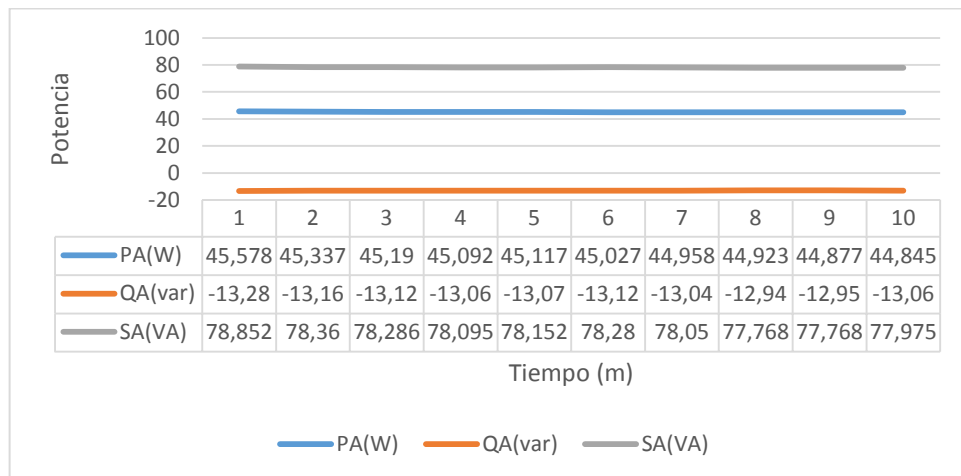 100
80
60
40
20
0
-20
Potencia
1 2 3 4 5 6 7 8 9 10
PA(W) 45,578 45,337 45,19 45,092 45,117 45,027 44,958 44,923 44,877 44,845
QA(var) -13,28 -13,16 -13,12 -13,06 -13,07 -13,12 -13,04 -12,94 -12,95 -13,06
SA(VA) 78,852 78,36 78,286 78,095 78,152 78,28 78,05 77,768 77,768 77,975
Tiempo (m)
PA(W) QA(var) SA(VA)